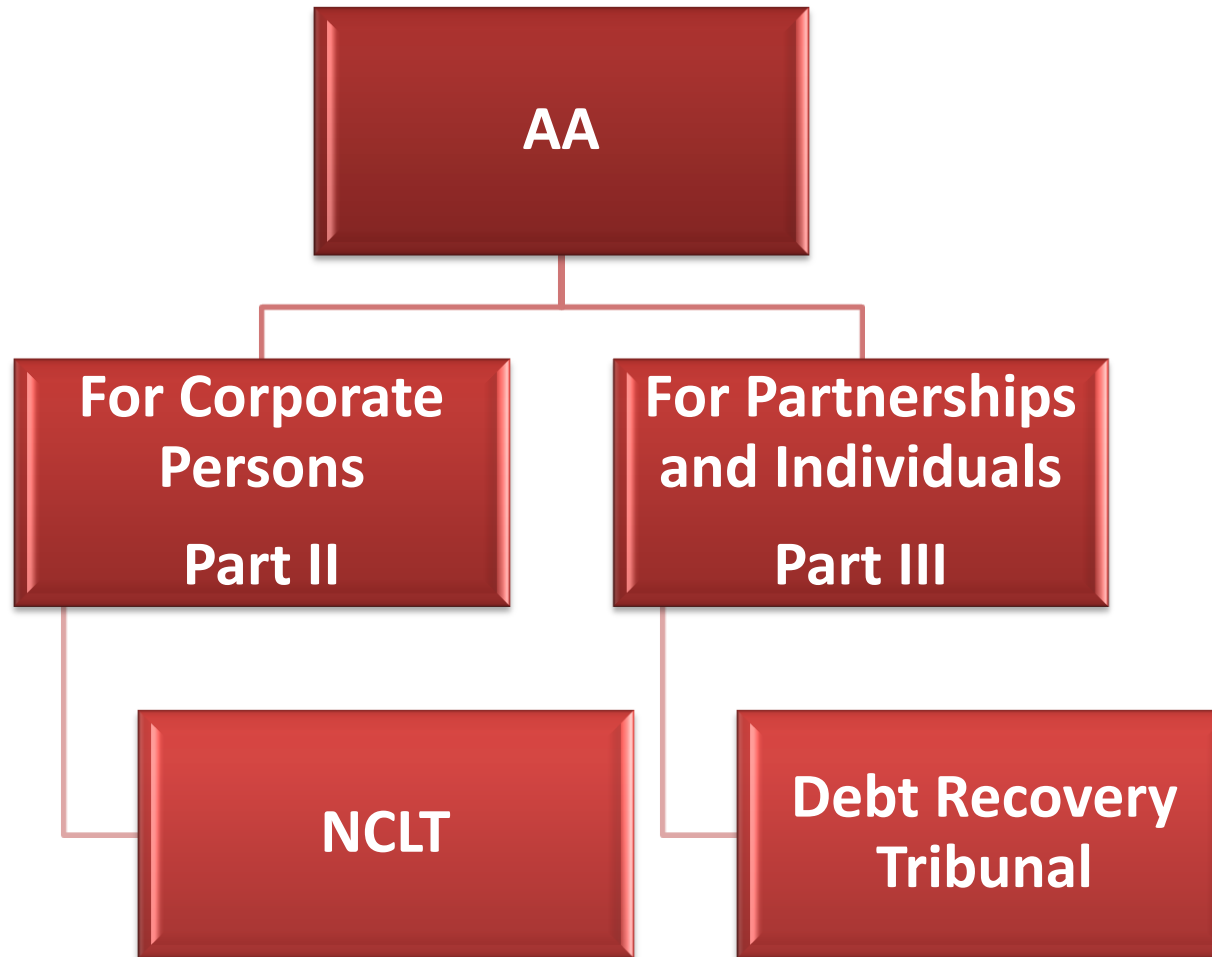 AA
For Corporate
Persons
Part II
For Partnerships
and Individuals
Part III
NCLT
Debt Recovery
Tribunal